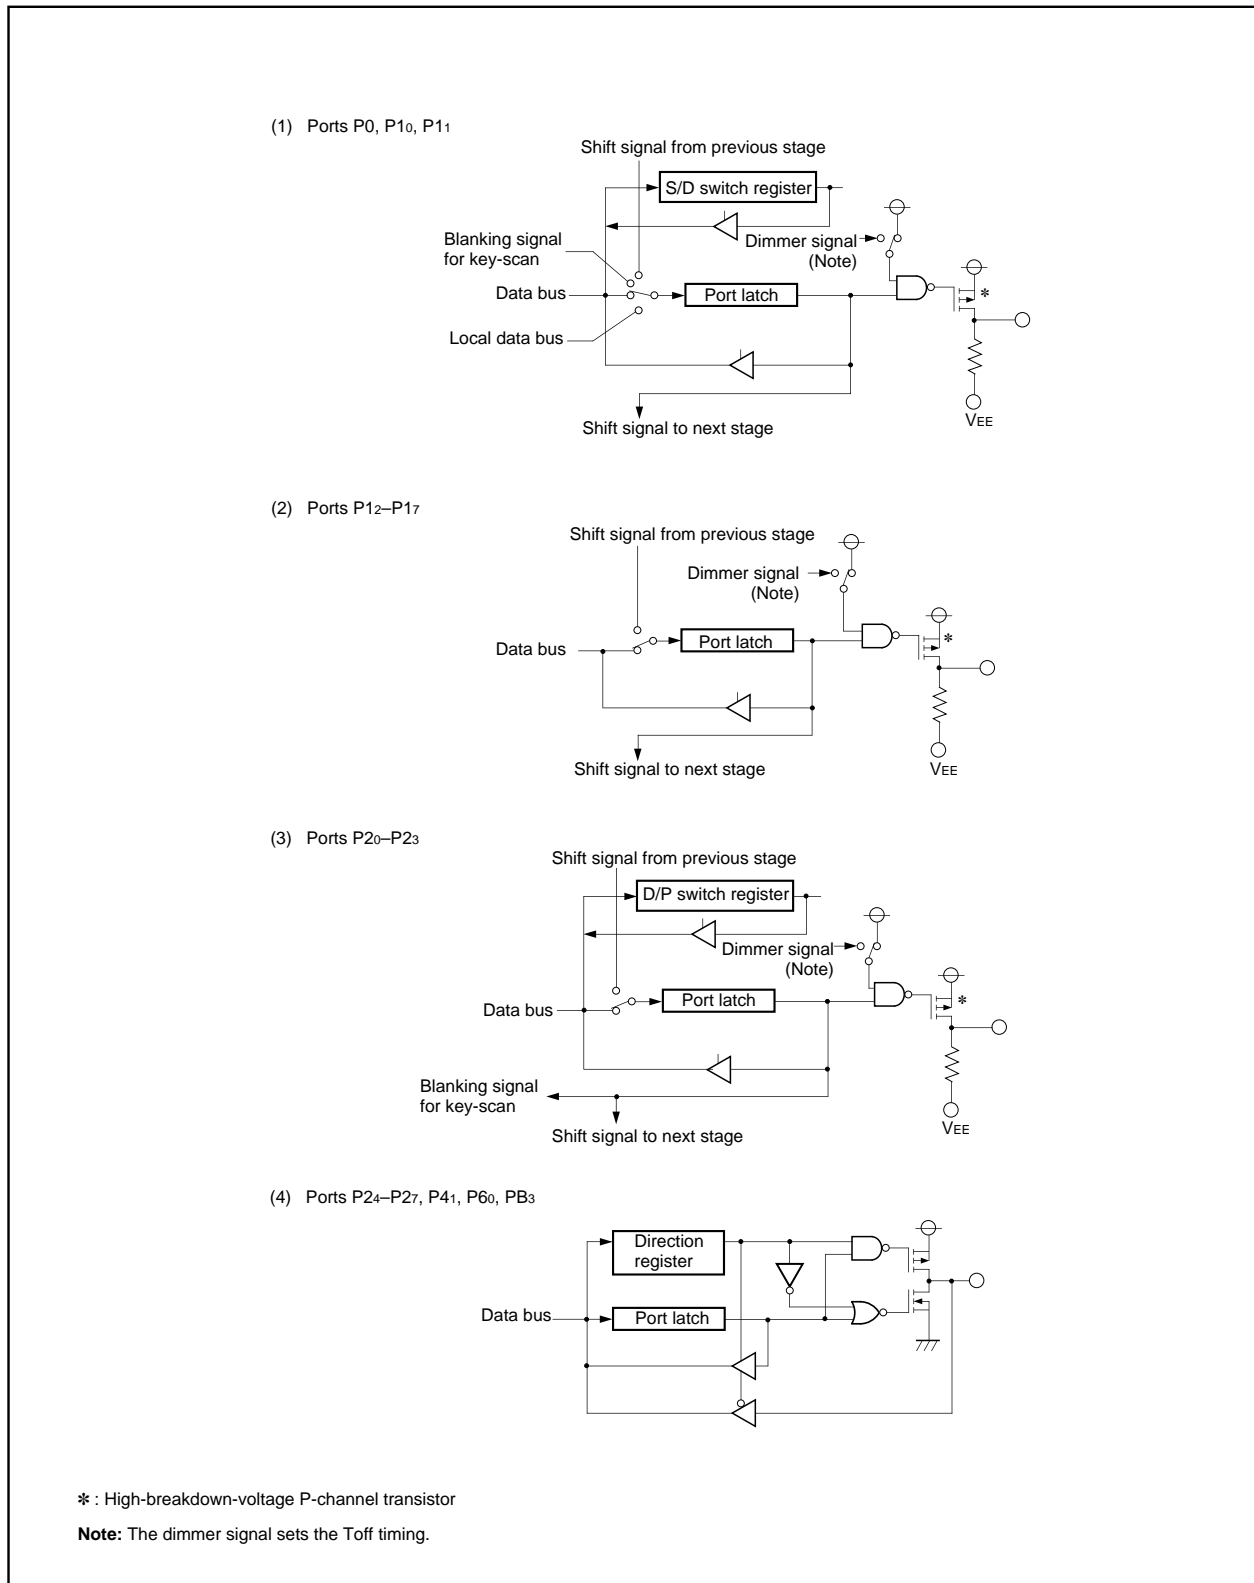 (1) Ports P0, P1₀, P1₁
Shift signal from previous stage
S/D switch register
Dimmer signal
(Note)
Blanking signal
for key-scan
*
Data bus
Port latch
Local data bus
VEE
Shift signal to next stage
(2) Ports P1₂–P1₇
Shift signal from previous stage
Dimmer signal
(Note)
*
Data bus
Port latch
VEE
Shift signal to next stage
(3) Ports P2₀–P2₃
Shift signal from previous stage
D/P switch register
Dimmer signal
(Note)
*
Data bus
Port latch
Blanking signal
for key-scan
VEE
Shift signal to next stage
(4) Ports P2₄–P2₇, P4₁, P6₀, PB₃
Direction
register
Data bus
Port latch
* : High-breakdown-voltage P-channel transistor
Note: The dimmer signal sets the Toff timing.